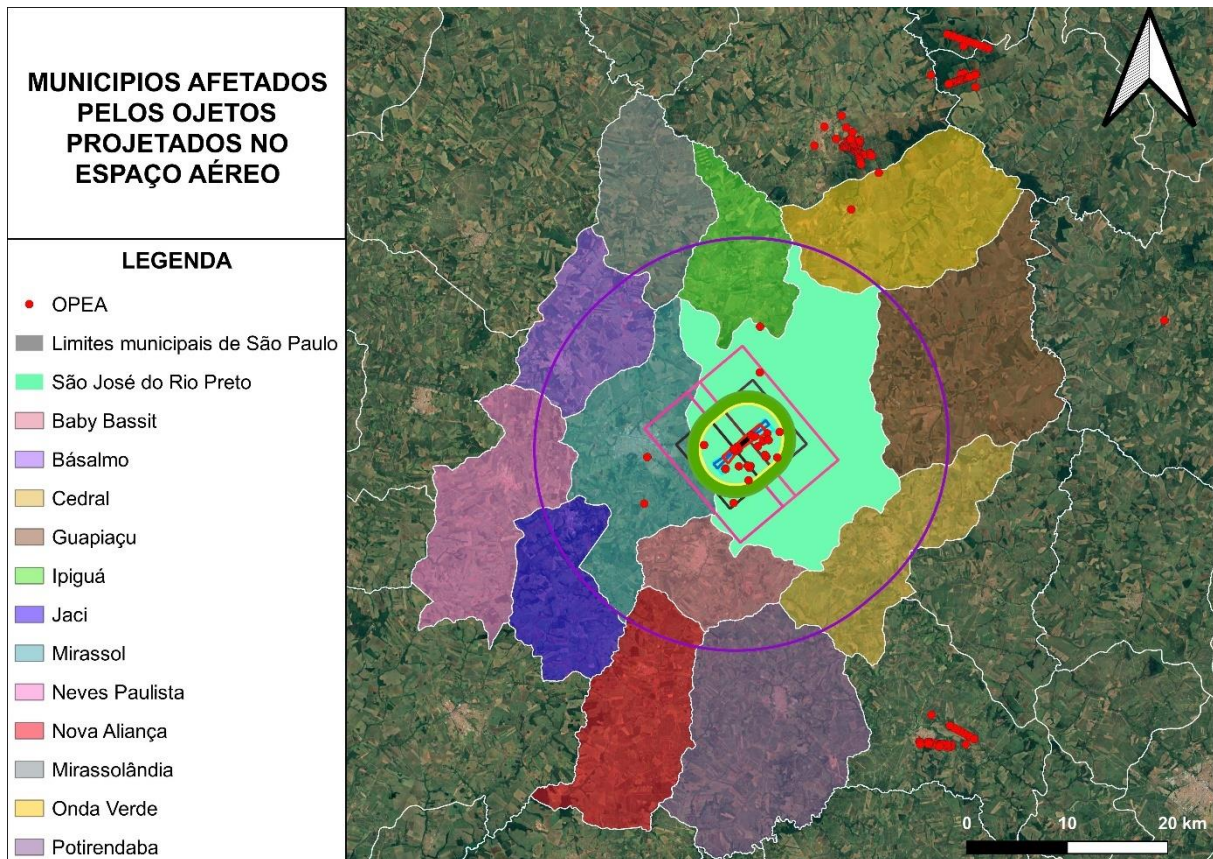 MUNICIPIOS AFETADOS
PELOS OJETOS
PROJETADOS NO
ESPAÇO AÉREO
LEGENDA
OPEA
Limites municipais de São Paulo
São José do Rio Preto
Baby Bassit
Básalmo
Cedral
Guapiaçu
Ipiguá
Jaci
Mirassol
Neves Paulista
Nova Aliança
Mirassolândia
Onda Verde
Potirendaba
0 10 20 km